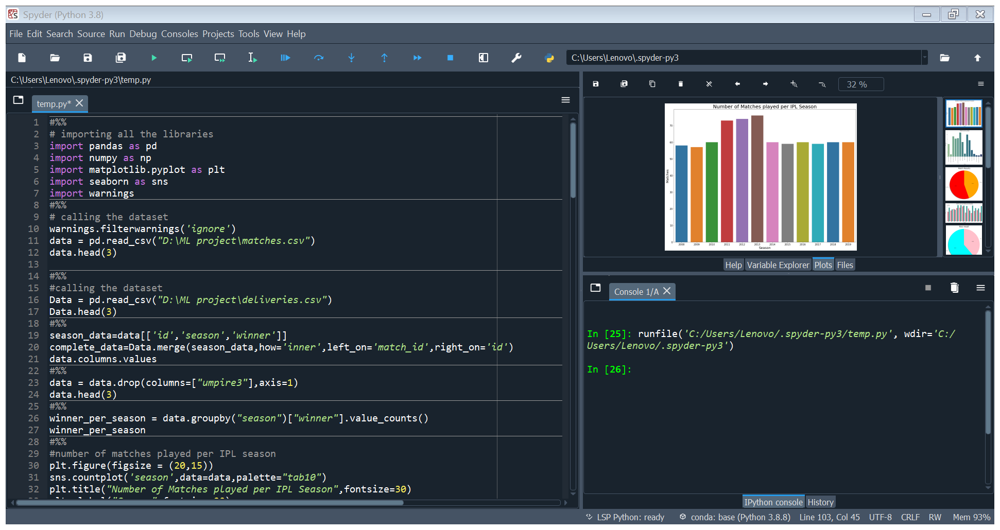 Spyder (Python 3.8)
File Edit Search Source Run Debug Consoles Projects Tools View Help
C:\Users\Lenovo\.spyder-py3
C:\Users\Lenovo\.spyder-py3\temp.py
temp.py*
1 #%%
2 # importing all the libraries
3 import pandas as pd
4 import numpy as np
5 import matplotlib.pyplot as plt
6 import seaborn as sns
7 import warnings
8 #%%
9 # calling the dataset
10 warnings.filterwarnings('ignore')
11 data = pd.read_csv("D:\ML project\matches.csv")
12 data.head(3)
13
14 #%%
15 #calling the dataset
16 Data = pd.read_csv("D:\ML project\deliveries.csv")
17 Data.head(3)
18 #%%
19 season_data=data[['id','season','winner']]
20 complete_data=Data.merge(season_data,how='inner',left_on='match_id',right_on='id')
21 data.columns.values
22 #%%
23 data = data.drop(columns=["umpire3"],axis=1)
24 data.head(3)
25 #%%
26 winner_per_season = data.groupby("season")["winner"].value_counts()
27 winner_per_season
28 #%%
29 #number of matches played per IPL season
30 plt.figure(figsize = (20,15))
31 sns.countplot('season',data=data,palette="tab10")
32 plt.title("Number of Matches played per IPL Season",fontsize=30)
32 %
Number of Matches played per IPL Season
Matches
70
60
50
40
30
20
10
0
2008 2009 2010 2011 2012 2013 2014 2015 2016 2017 2018 2019
Season
Match Results
Toss result
Help Variable Explorer Plots Files
Console 1/A
In [25]: runfile('C:/Users/Lenovo/.spyder-py3/temp.py', wdir='C:/
Users/Lenovo/.spyder-py3')
In [26]:
IPython console History
LSP Python: ready conda: base (Python 3.8.8) Line 103, Col 45 UTF-8 CRLF RW Mem 93%